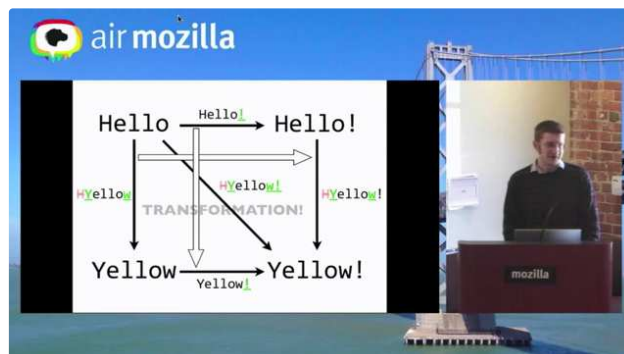 air mozilla
Hello!
Hello Hello!
HYellow HYellow! HYellow!
TRANSFORMATION!
Yellow Yellow!
Yellow!
mozilla